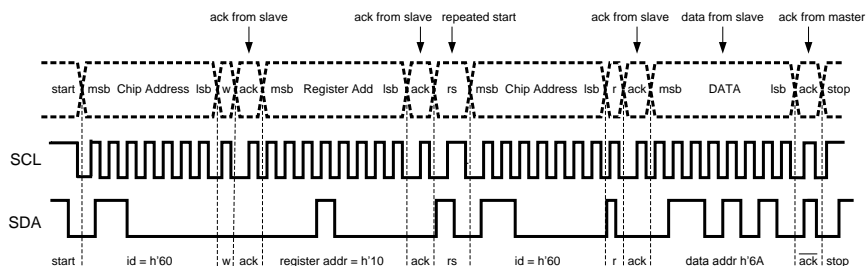 ack from slave ack from slave repeated start ack from slave data from slave ack from master
start msb Chip Address lsb w ack msb Register Add lsb ack rs msb Chip Address lsb r ack msb DATA lsb ack stop
SCL
SDA
start id = h'60 w ack register addr = h'10 ack rs id = h'60 r ack data addr h'6A ack stop